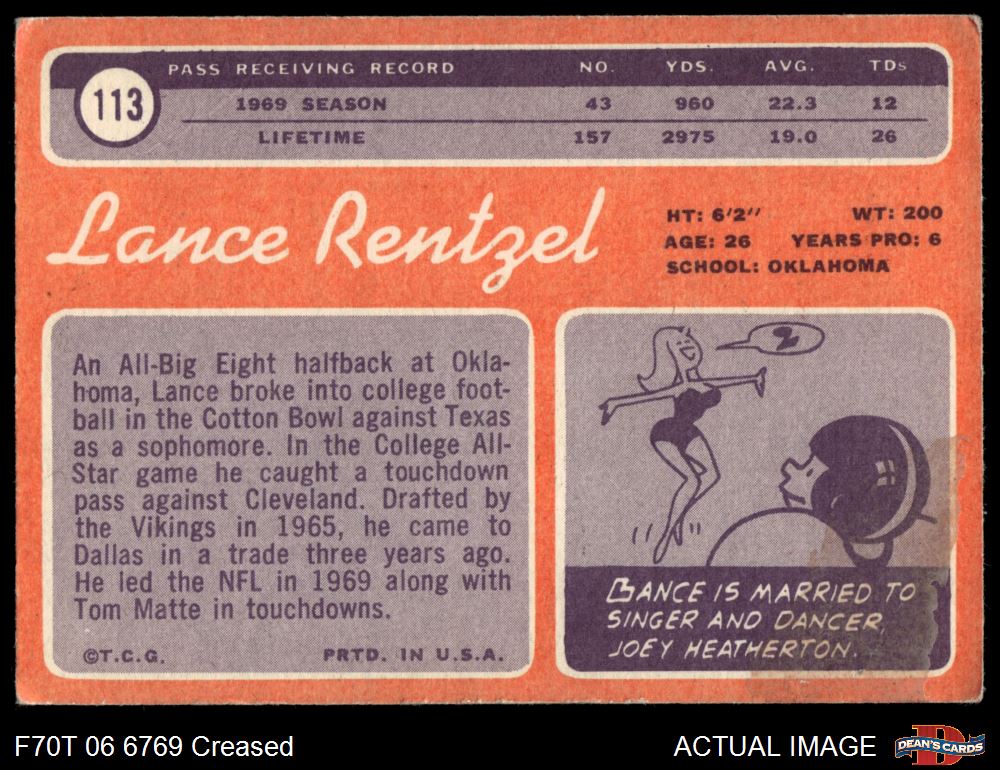 PASS RECEIVING RECORD NO. YDS. AVG. TDs
113
1969 SEASON 43 960 22.3 12
LIFETIME 157 2975 19.0 26
Lance Rentzel
HT: 6'2" WT: 200
AGE: 26 YEARS PRO: 6
SCHOOL: OKLAHOMA
An All-Big Eight halfback at Okla-
homa, Lance broke into college foot-
ball in the Cotton Bowl against Texas
as a sophomore. In the College All-
Star game he caught a touchdown
pass against Cleveland. Drafted by
the Vikings in 1965, he came to
Dallas in a trade three years ago.
He led the NFL in 1969 along with
Tom Matte in touchdowns.
©T.C.G. PRTD. IN U.S.A.
LANCE IS MARRIED TO
SINGER AND DANCER,
JOEY HEATHERTON.
F70T 06 6769 Creased
ACTUAL IMAGE
DEAN'S CARDS